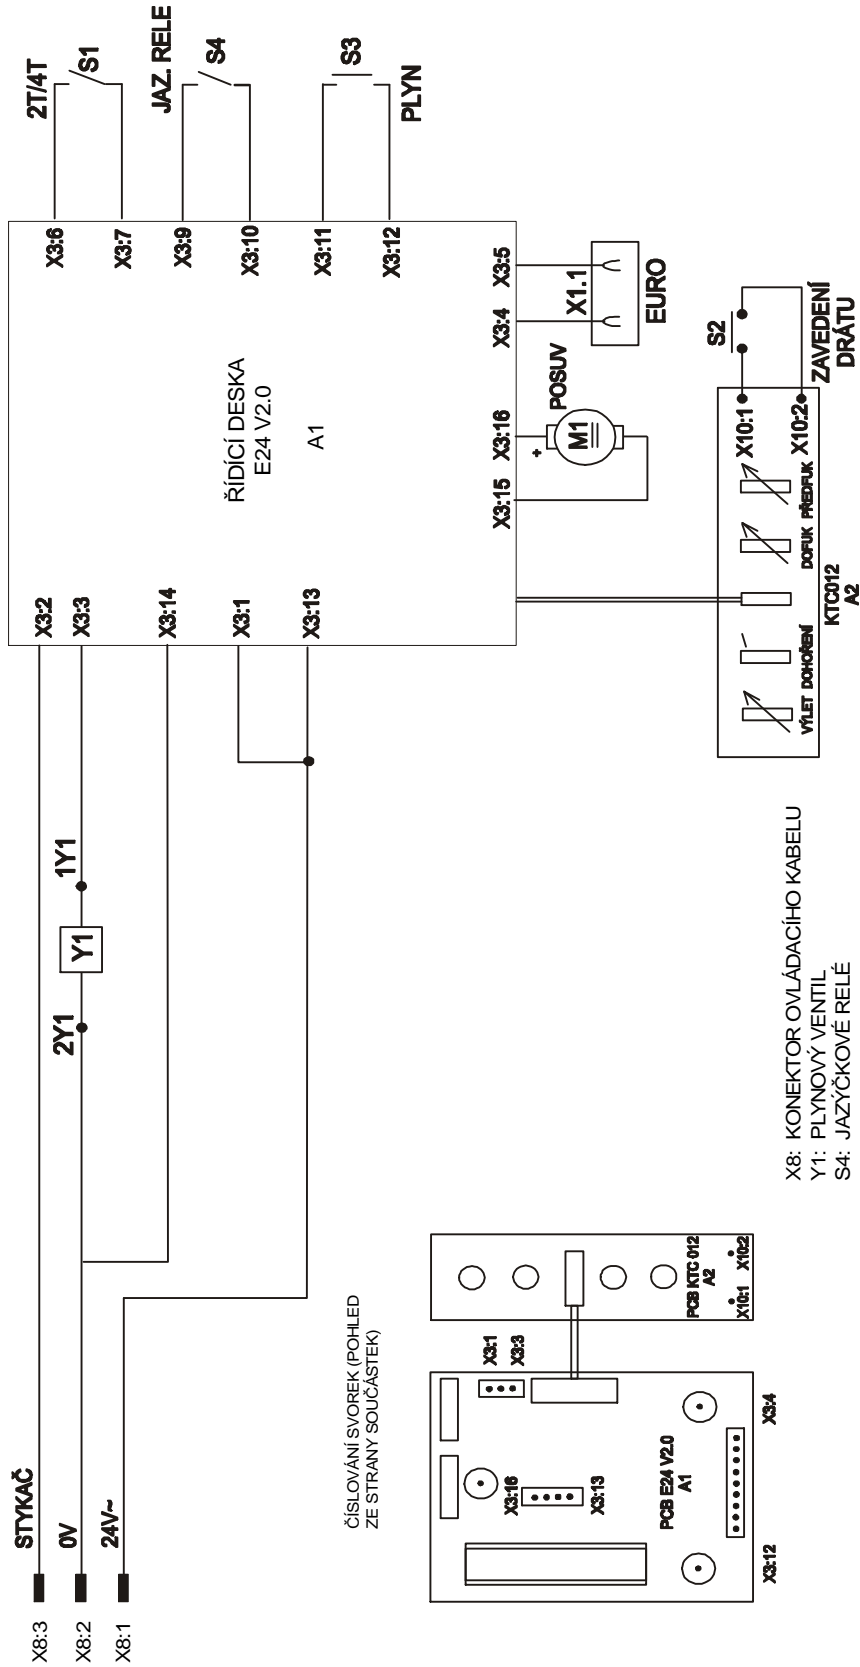 STYKAČ
X8:3
0V
X8:2
24V~
X8:1
2Y1
Y1
1Y1
X3:2
X3:3
X3:14
X3:1
X3:13
ŘÍDÍCÍ DESKA
E24 V2.0
A1
X3:6
X3:7
X3:9
X3:10
X3:11
X3:12
2T/4T
S1
JAZ. RELE
S4
S3
PLYN
X3:15
X3:16
X3:4
X3:5
+
M1
POSUV
X1.1
EURO
S2
X10:1
X10:2
ZAVEDENÍ
DRÁTU
VÝLET DOHOŘENÍ
DOFUK PŘEDFUK
KTC012
A2
ČÍSLOVÁNÍ SVOREK (POHLED
ZE STRANY SOUČÁSTEK)
X3:1
X3:3
X3:16
X3:13
PCB E24 V2.0
A1
X3:12
X3:4
PCB KTC 012
A2
X10:1
X10:2
X8: KONEKTOR OVLÁDACÍHO KABELU
Y1: PLYNOVÝ VENTIL
S4: JAZÝČKOVÉ RELÉ